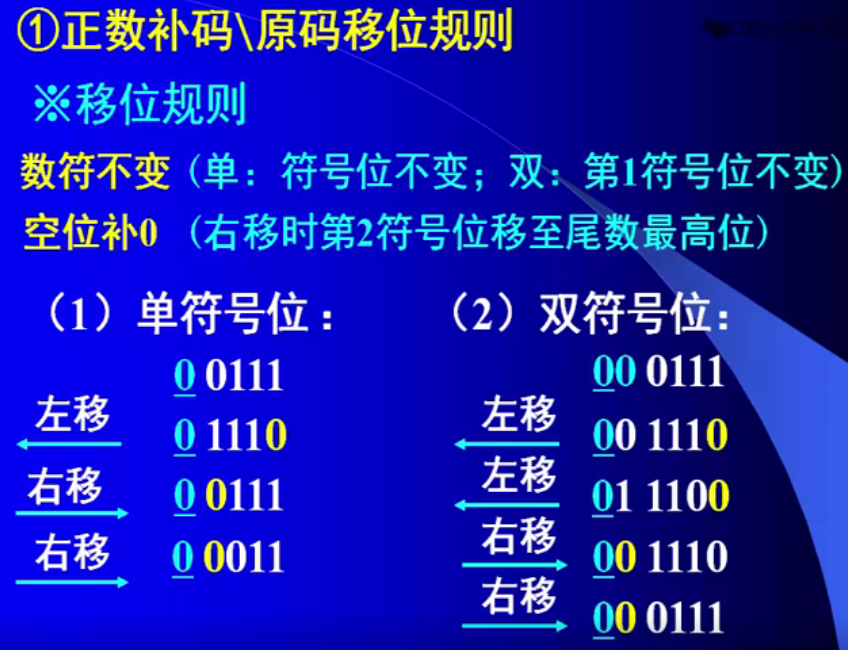 ①正数补码\原码移位规则
※移位规则
数符不变（单：符号位不变；双：第1符号位不变）
空位补0 （右移时第2符号位移至尾数最高位）
（1）单符号位：
0 0111
左移 0 1110
右移 0 0111
右移 0 0011
（2）双符号位：
00 0111
左移 00 1110
左移 01 1100
右移 00 1110
右移 00 0111